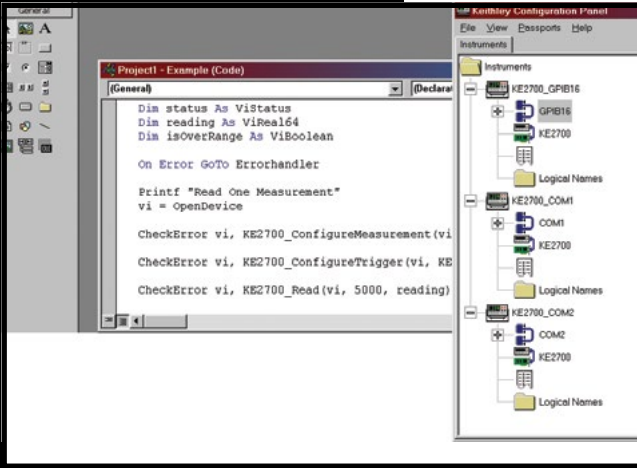 General
A
Project1 - Example (Code)
(General)
Dim status As ViStatus
Dim reading As ViReal64
Dim isOverRange As ViBoolean
On Error GoTo Errorhandler
Printf "Read One Measurement"
vi = OpenDevice
CheckError vi, KE2700_ConfigureMeasurement(vi
CheckError vi, KE2700_ConfigureTrigger(vi, KE
CheckError vi, KE2700_Read(vi, 5000, reading)
Keithley Configuration Panel
File View Passports Help
Instruments
Instruments
KE2700_GPIB16
GPIB16
KE2700
Logical Names
KE2700_COM1
COM1
KE2700
Logical Names
KE2700_COM2
COM2
KE2700
Logical Names